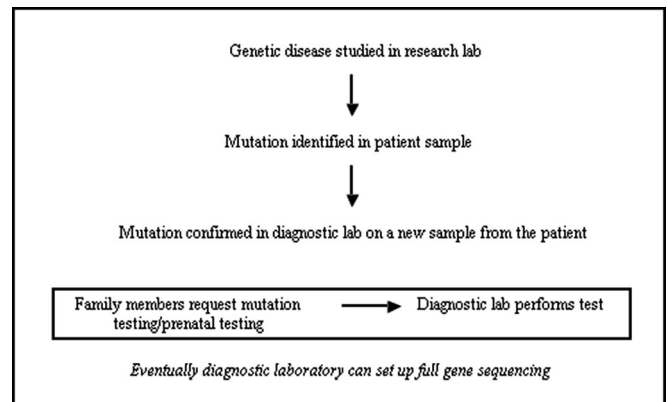 Genetic disease studied in research lab
Mutation identified in patient sample
Mutation confirmed in diagnostic lab on a new sample from the patient
Family members request mutation
testing/prenatal testing
Diagnostic lab performs test
Eventually diagnostic laboratory can set up full gene sequencing